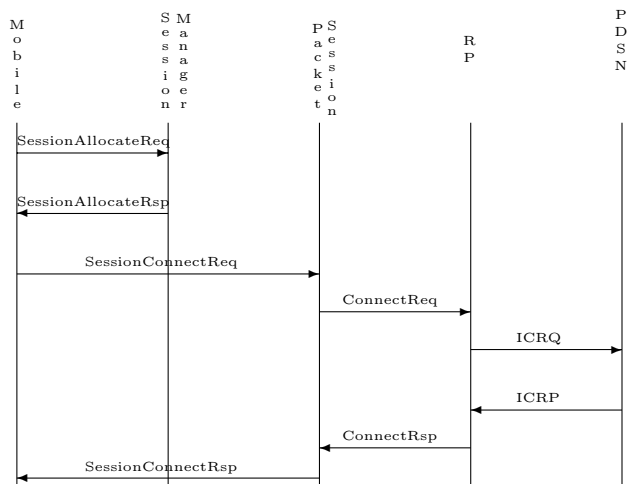 Mobile
Session
Manager
Packet
Session
RP
PDSN
SessionAllocateReq
SessionAllocateRsp
SessionConnectReq
ConnectReq
ICRQ
ICRP
ConnectRsp
SessionConnectRsp